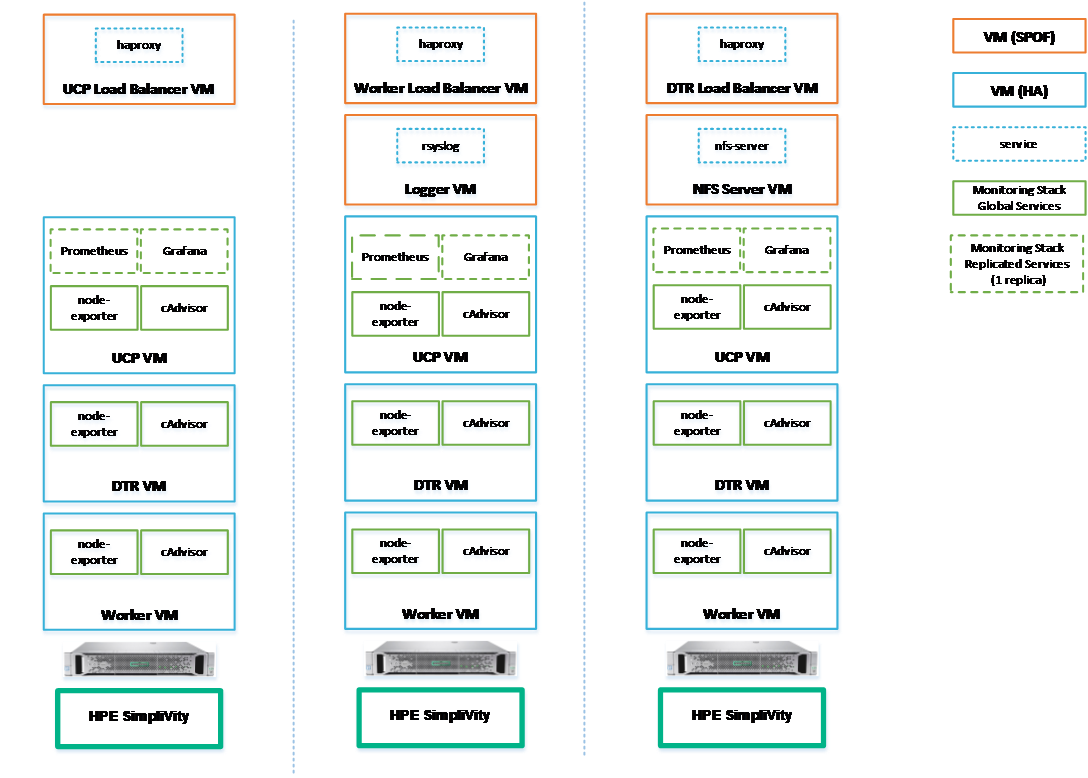 haproxy
UCP Load Balancer VM
Prometheus
Grafana
node-
exporter
cAdvisor
UCP VM
node-
exporter
cAdvisor
DTR VM
node-
exporter
cAdvisor
Worker VM
HPE SimpliVity
haproxy
Worker Load Balancer VM
rsyslog
Logger VM
Prometheus
Grafana
node-
exporter
cAdvisor
UCP VM
node-
exporter
cAdvisor
DTR VM
node-
exporter
cAdvisor
Worker VM
HPE SimpliVity
haproxy
DTR Load Balancer VM
nfs-server
NFS Server VM
Prometheus
Grafana
node-
exporter
cAdvisor
UCP VM
node-
exporter
cAdvisor
DTR VM
node-
exporter
cAdvisor
Worker VM
HPE SimpliVity
VM (SPOF)
VM (HA)
service
Monitoring Stack
Global Services
Monitoring Stack
Replicated Services
(1 replica)